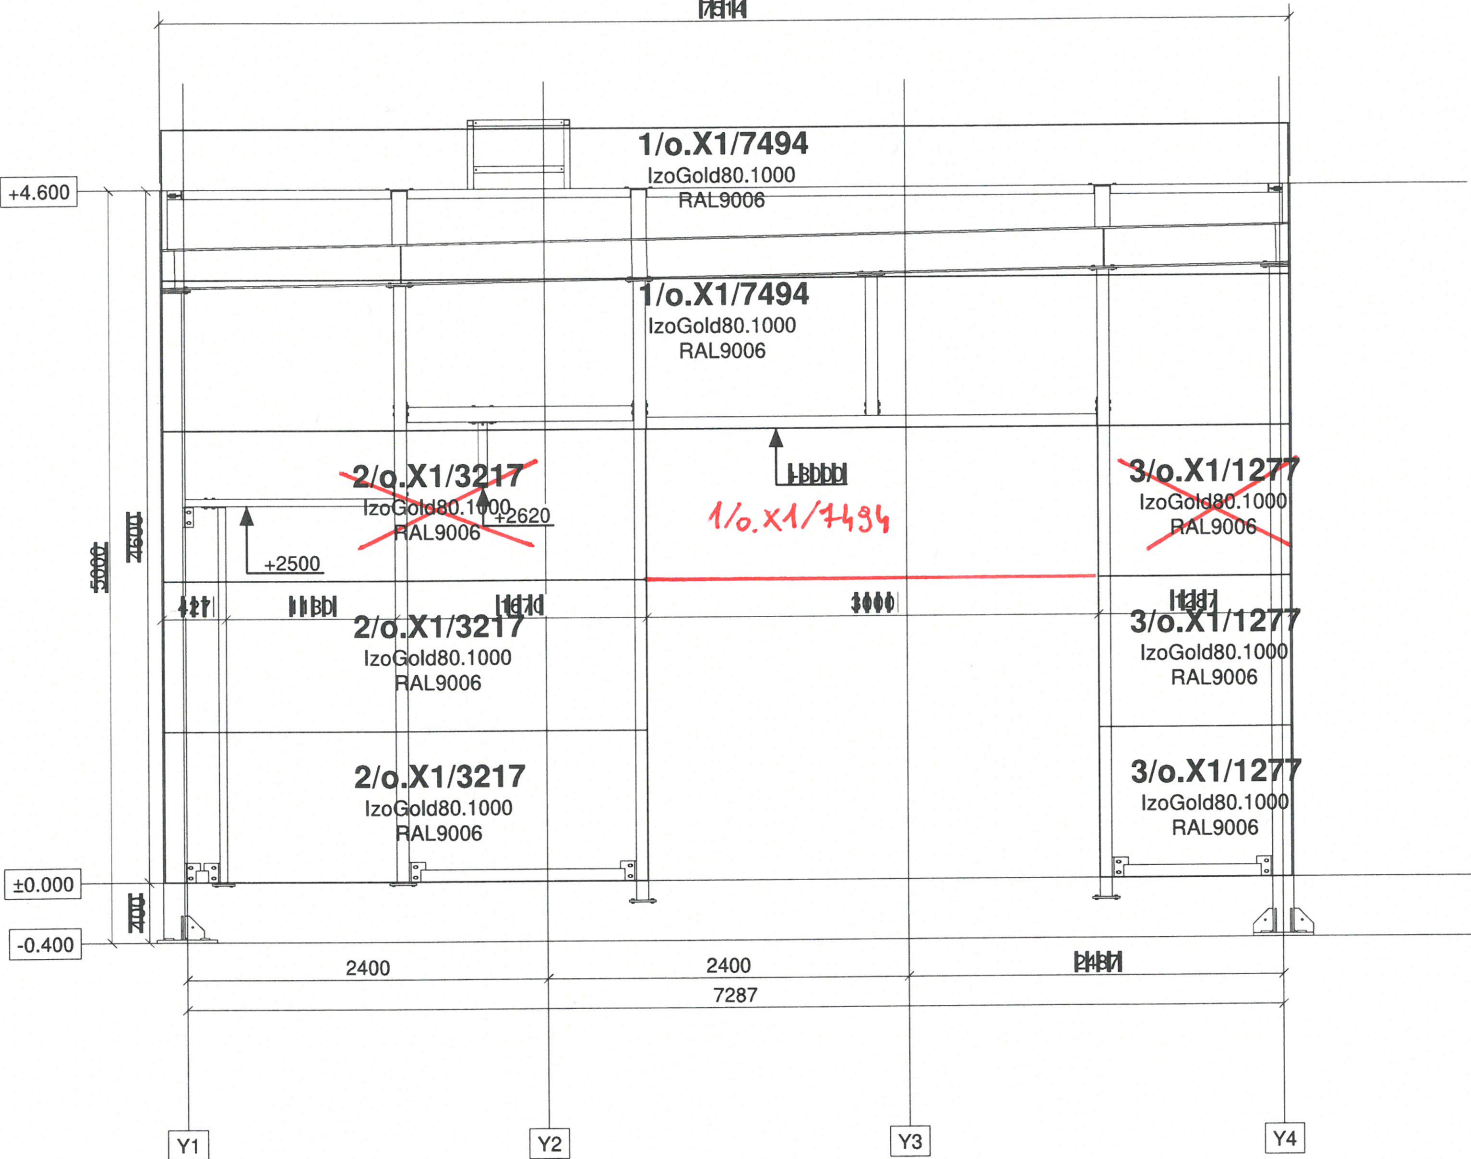 7514
1/o.X1/7494
IzoGold80.1000
RAL9006
+4.600
1/o.X1/7494
IzoGold80.1000
RAL9006
2/o.X1/3217
IzoGold80.1000
RAL9006
+3000
3/o.X1/1277
IzoGold80.1000
RAL9006
+2620
1/o.X1/7494
+2500
4600
5000
427
1130
1670
3000
1287
2/o.X1/3217
IzoGold80.1000
RAL9006
3/o.X1/1277
IzoGold80.1000
RAL9006
2/o.X1/3217
IzoGold80.1000
RAL9006
3/o.X1/1277
IzoGold80.1000
RAL9006
±0.000
400
-0.400
2400
2400
2487
7287
Y1
Y2
Y3
Y4